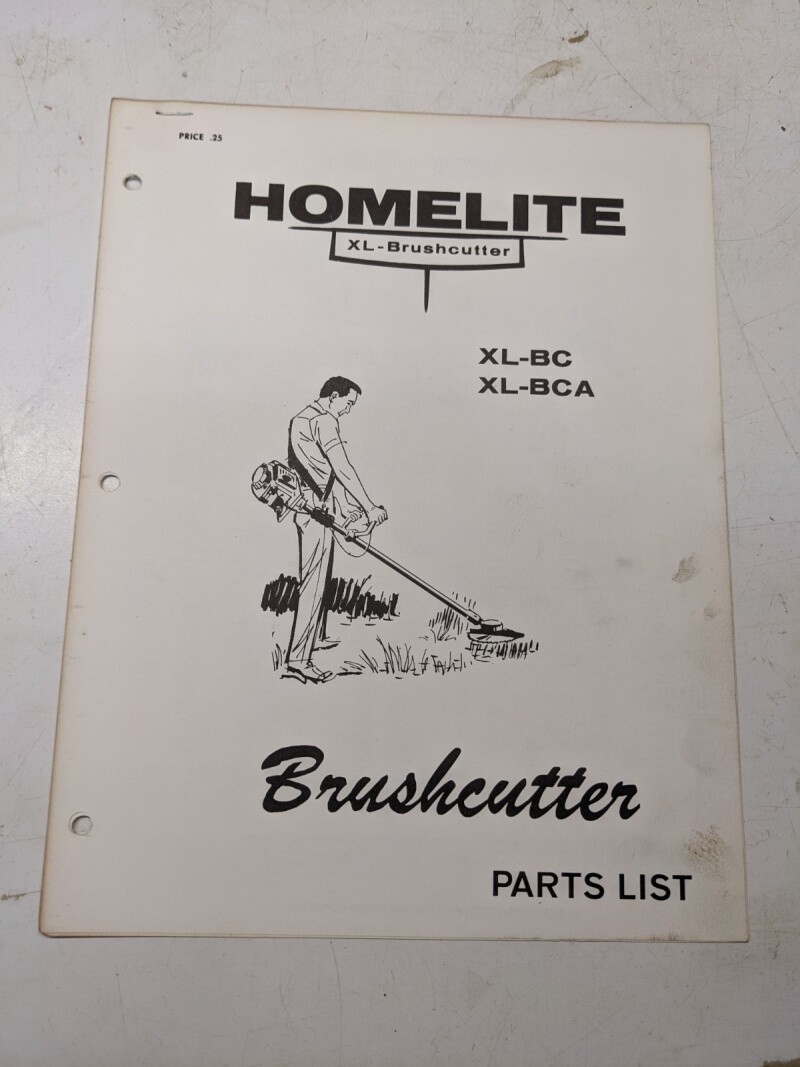 PRICE .25
HOMELITE
XL-Brushcutter
XL-BC
XL-BCA
Brushcutter
PARTS LIST